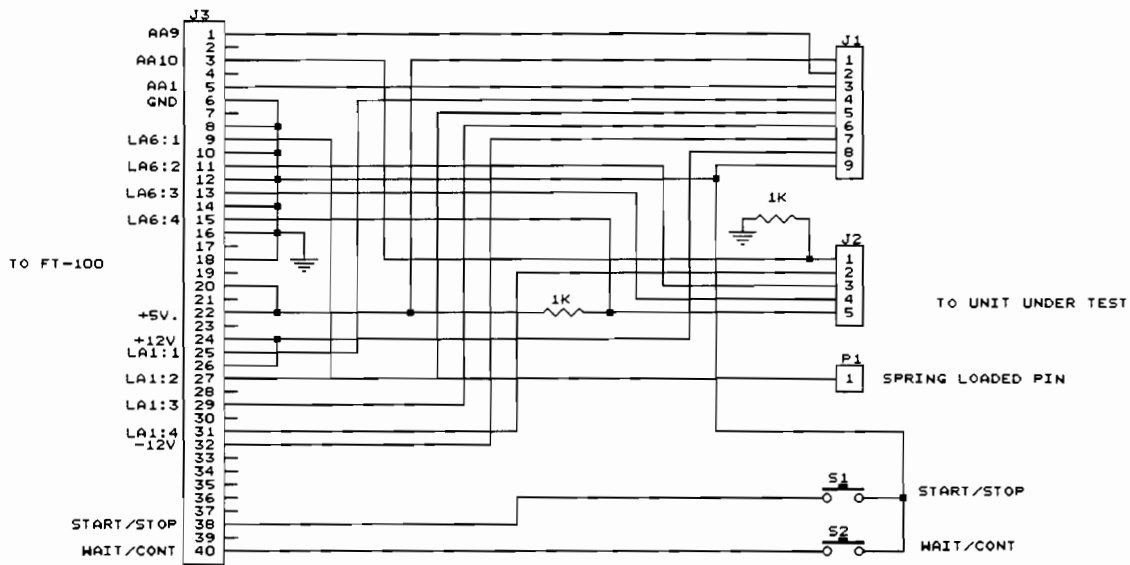 J3
AA9 1
2
AA10 3
4
AA1 5
GND 6
7
8
LA6:1 9
10
LA6:2 11
12
LA6:3 13
14
LA6:4 15
16
17
18
19
20
21
+5V. 22
23
+12V 24
LA1:1 25
26
LA1:2 27
28
LA1:3 29
30
LA1:4 31
-12V 32
33
34
35
36
37
START/STOP 38
39
WAIT/CONT 40
TO FT-100
J1
1
2
3
4
5
6
7
8
9
1K
J2
1
2
3
4
5
1K
TO UNIT UNDER TEST
P1
1 SPRING LOADED PIN
S1
START/STOP
S2
WAIT/CONT